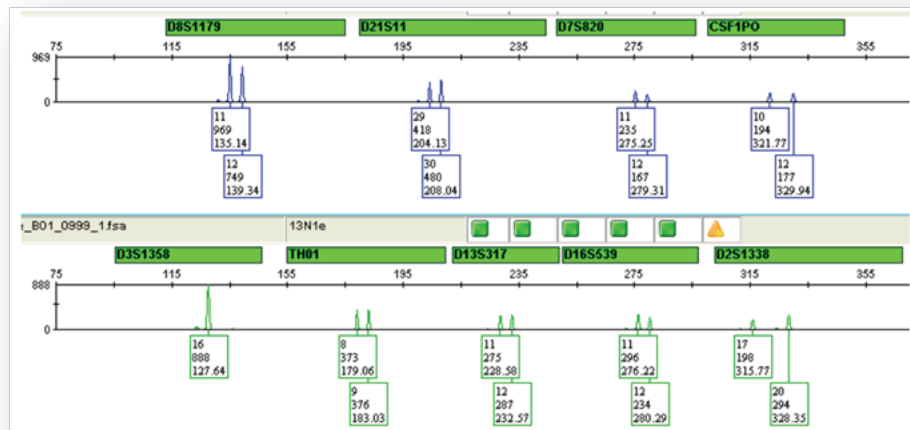 D8S1179 D21S11 D7S820 CSF1PO
75 115 155 195 235 275 315 355
969
0
11 29 11 10
969 418 235 194
135.14 204.13 275.25 321.77
12 30 12 12
749 480 167 177
139.34 208.04 279.31 329.94
_B01_0999_1.fsa 13N1e
D3S1358 TH01 D13S317 D16S539 D2S1338
75 115 155 195 235 275 315 355
888
0
16 8 11 11 17
888 373 275 296 198
127.64 179.06 228.58 276.22 315.77
9 12 12 20
376 287 234 294
183.03 232.57 280.29 328.35